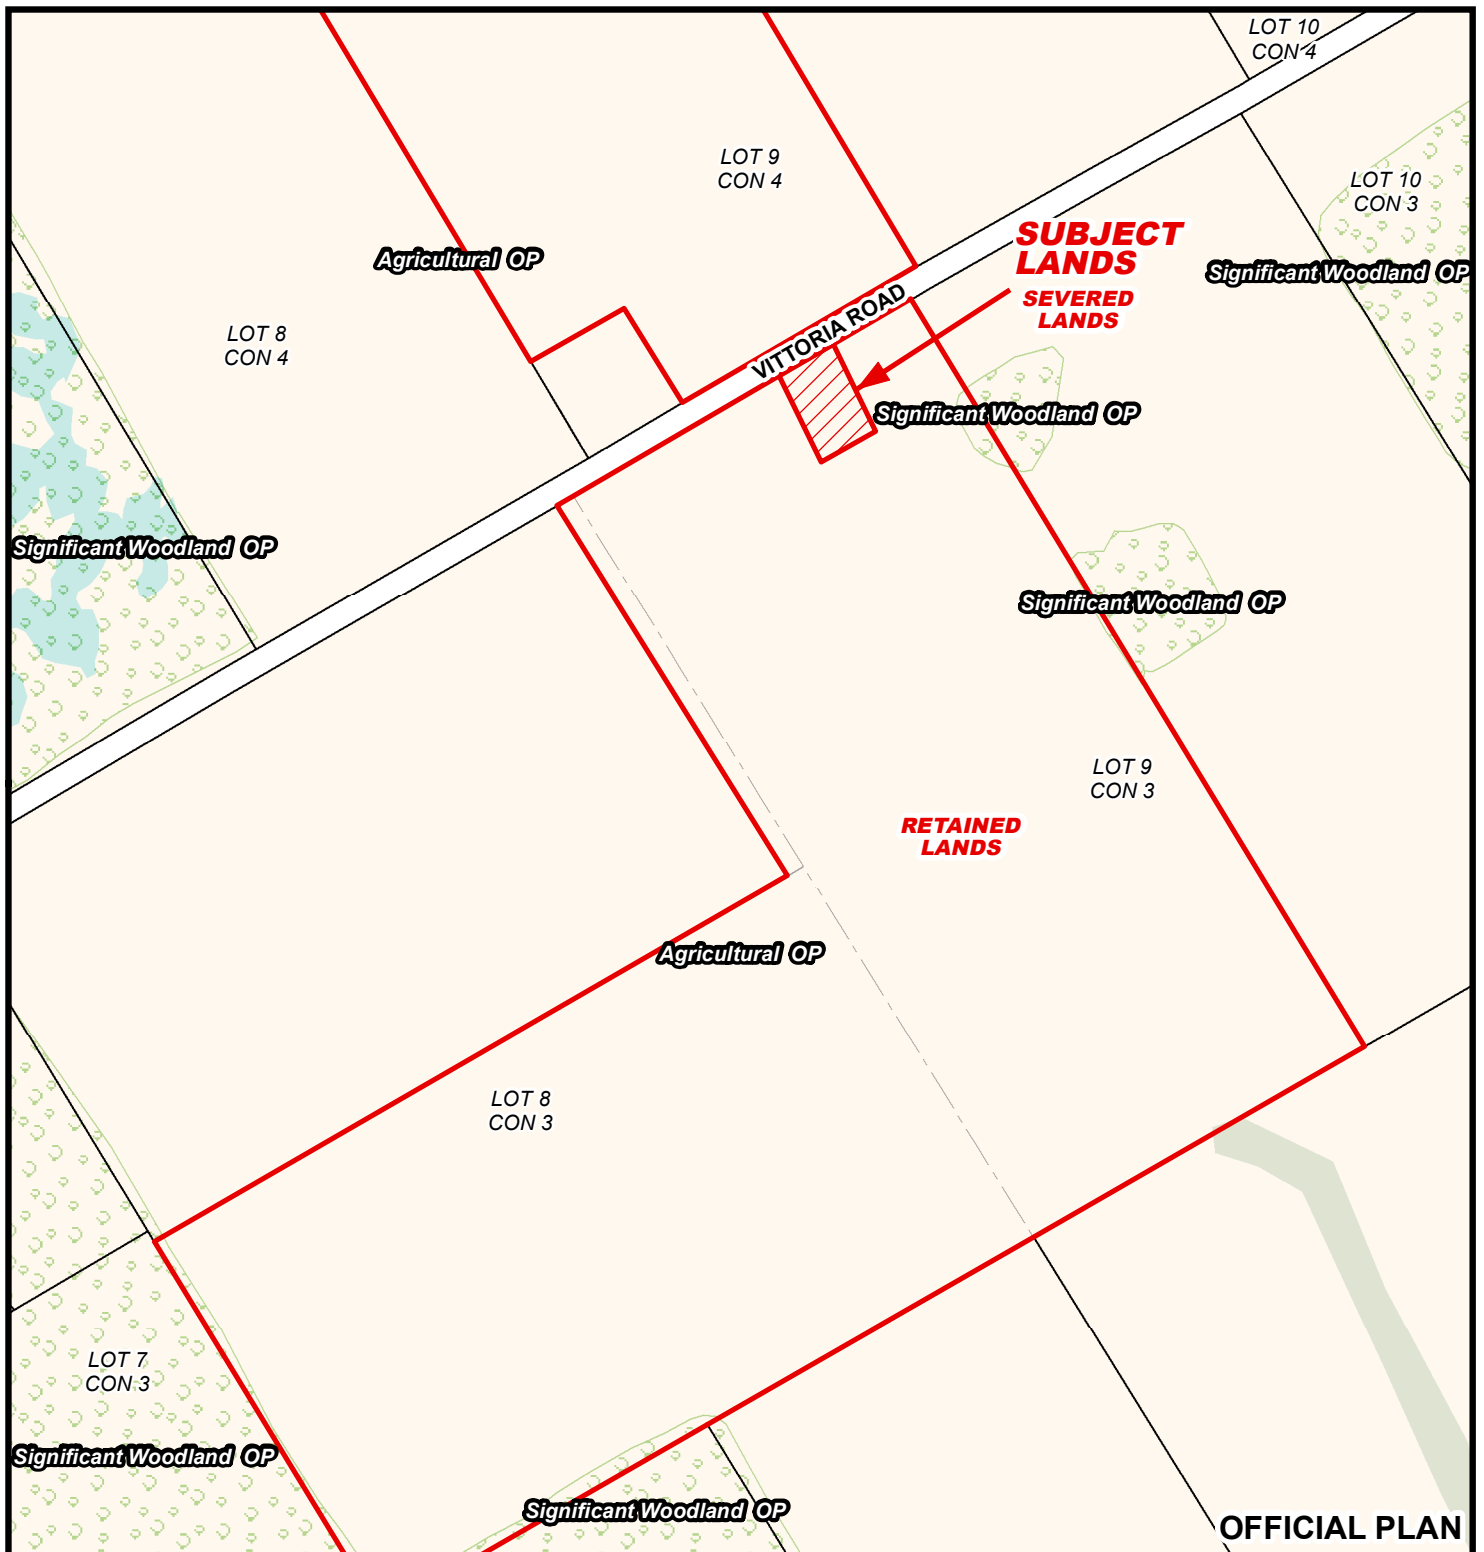 LOT 10
CON 4
LOT 9
CON 4
LOT 10
CON 3
SUBJECT
LANDS
SEVERED
LANDS
Agricultural OP
Significant Woodland OP
VITTORIA ROAD
LOT 8
CON 4
Significant Woodland OP
Significant Woodland OP
Significant Woodland OP
LOT 9
CON 3
RETAINED
LANDS
Agricultural OP
LOT 8
CON 3
LOT 7
CON 3
Significant Woodland OP
Significant Woodland OP
OFFICIAL PLAN